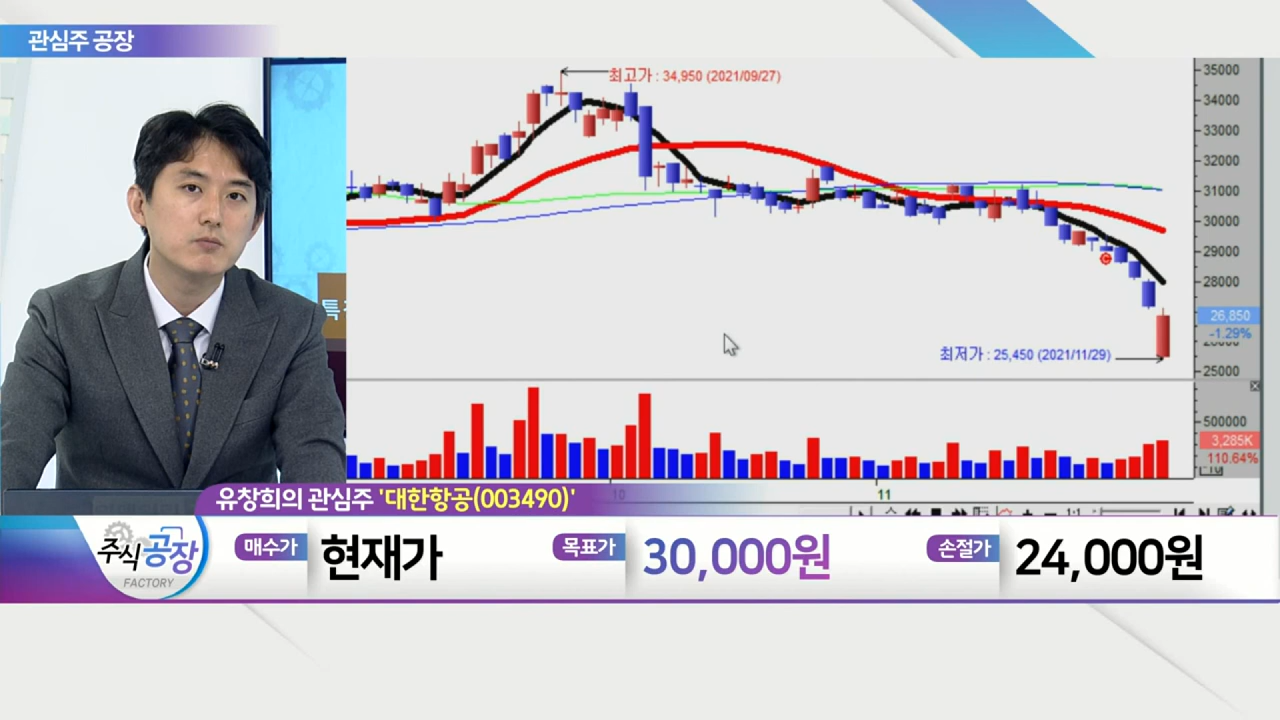 관심주 공장
최고가 : 34,950 (2021/09/27)
35000
34000
33000
32000
31000
30000
29000
28000
26,850
-1.29%
25000
최저가 : 25,450 (2021/11/29)
특
500000
3,285K
110.64%
10
11
1:1
유창희의 관심주 '대한항공(003490)'
주식공장
FACTORY
매수가
현재가
목표가
30,000원
손절가
24,000원